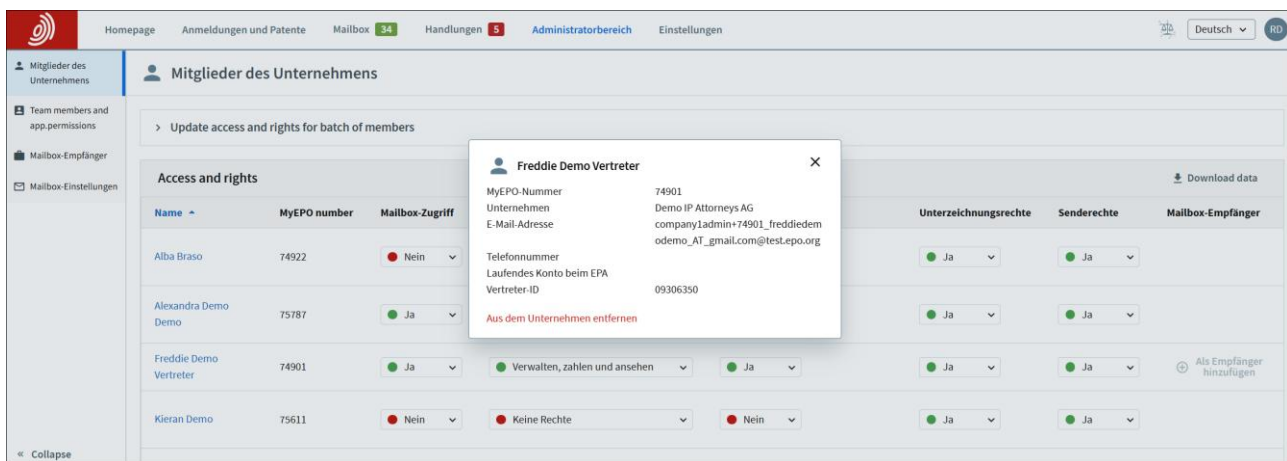 Homepage Anmeldungen und Patente Mailbox 34 Handlungen 5 Administratorbereich Einstellungen Deutsch RD
Mitglieder des
Unternehmens
Team members and
app.permissions
Mailbox-Empfänger
Mailbox-Einstellungen
« Collapse
Mitglieder des Unternehmens
> Update access and rights for batch of members
Access and rights
Download data
Name MyEPO number Mailbox-Zugriff Unterzeichnungsrechte Senderechte Mailbox-Empfänger
Alba Braso 74922 Nein Ja Ja
Alexandra Demo
Demo 75787 Ja Ja Ja
Freddie Demo
Vertreter 74901 Ja Verwalten, zahlen und ansehen Ja Ja Ja Als Empfänger
hinzufügen
Kieran Demo 75611 Nein Keine Rechte Nein Ja Ja
Freddie Demo Vertreter
MyEPO-Nummer 74901
Unternehmen Demo IP Attorneys AG
E-Mail-Adresse company1admin+74901_freddiedem
odemo_AT_gmail.com@test.epo.org
Telefonnummer
Laufendes Konto beim EPA
Vertreter-ID 09306350
Aus dem Unternehmen entfernen